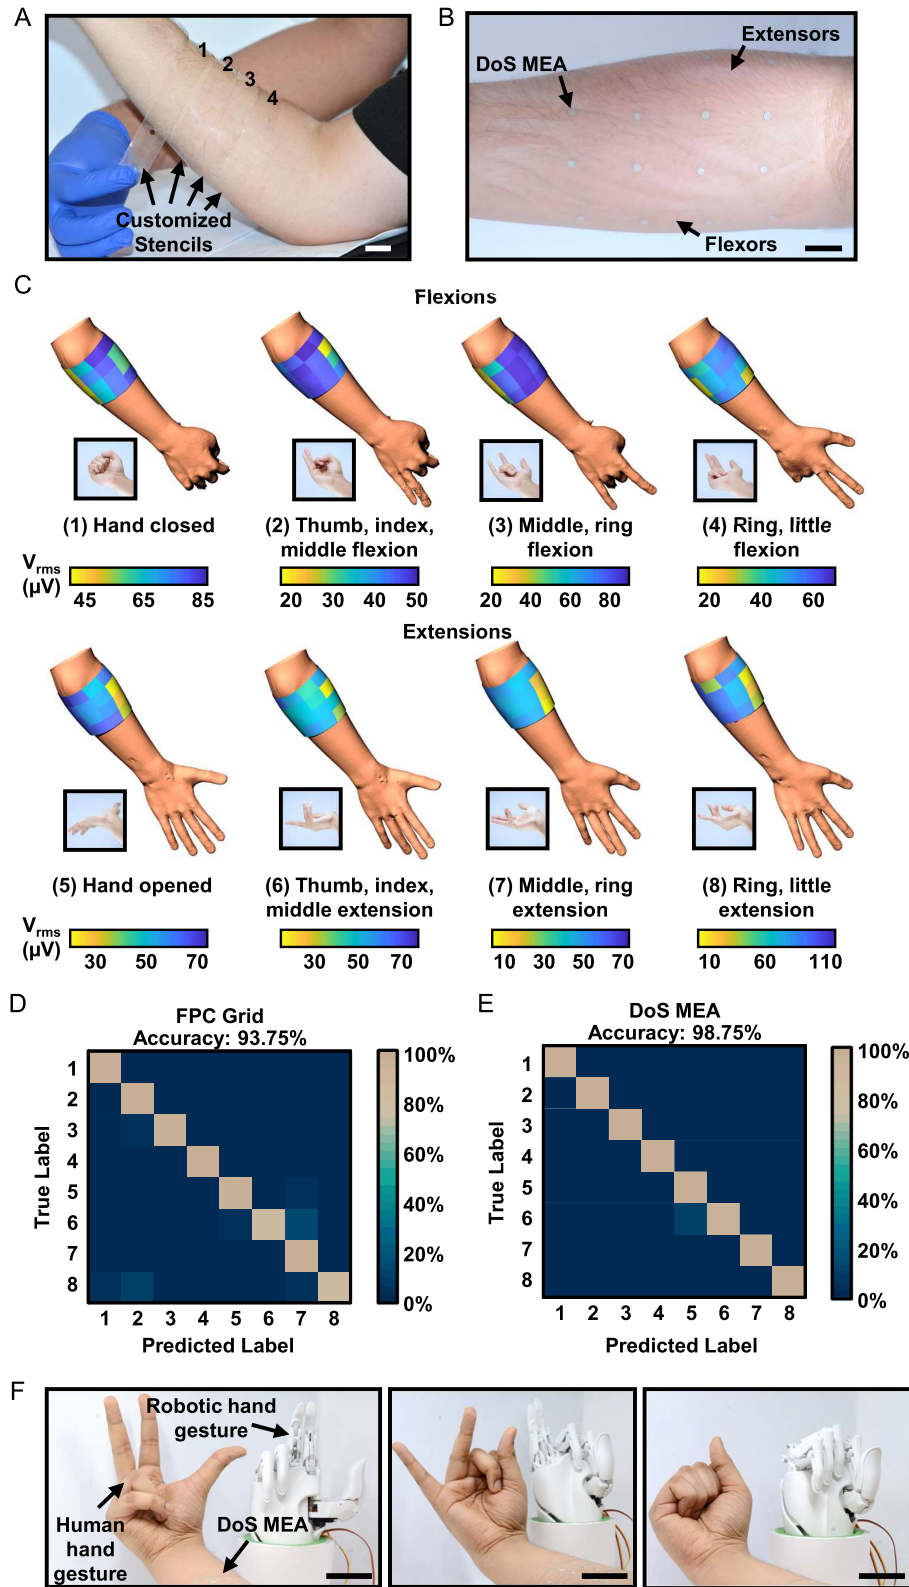 A
1
2
3
4
Customized
Stencils
B
Extensors
DoS MEA
Flexors
C
Flexions
(1) Hand closed
(2) Thumb, index,
middle flexion
(3) Middle, ring
flexion
(4) Ring, little
flexion
Vrms
(μV)
45 65 85
20 30 40 50
20 40 60 80
20 40 60
Extensions
(5) Hand opened
(6) Thumb, index,
middle extension
(7) Middle, ring
extension
(8) Ring, little
extension
Vrms
(μV)
30 50 70
30 50 70
10 30 50 70
10 60 110
D
FPC Grid
Accuracy: 93.75%
True Label
1
2
3
4
5
6
7
8
1 2 3 4 5 6 7 8
Predicted Label
100%
80%
60%
40%
20%
0%
E
DoS MEA
Accuracy: 98.75%
True Label
1
2
3
4
5
6
7
8
1 2 3 4 5 6 7 8
Predicted Label
100%
80%
60%
40%
20%
0%
F
Robotic hand
gesture
Human
hand
gesture
DoS MEA